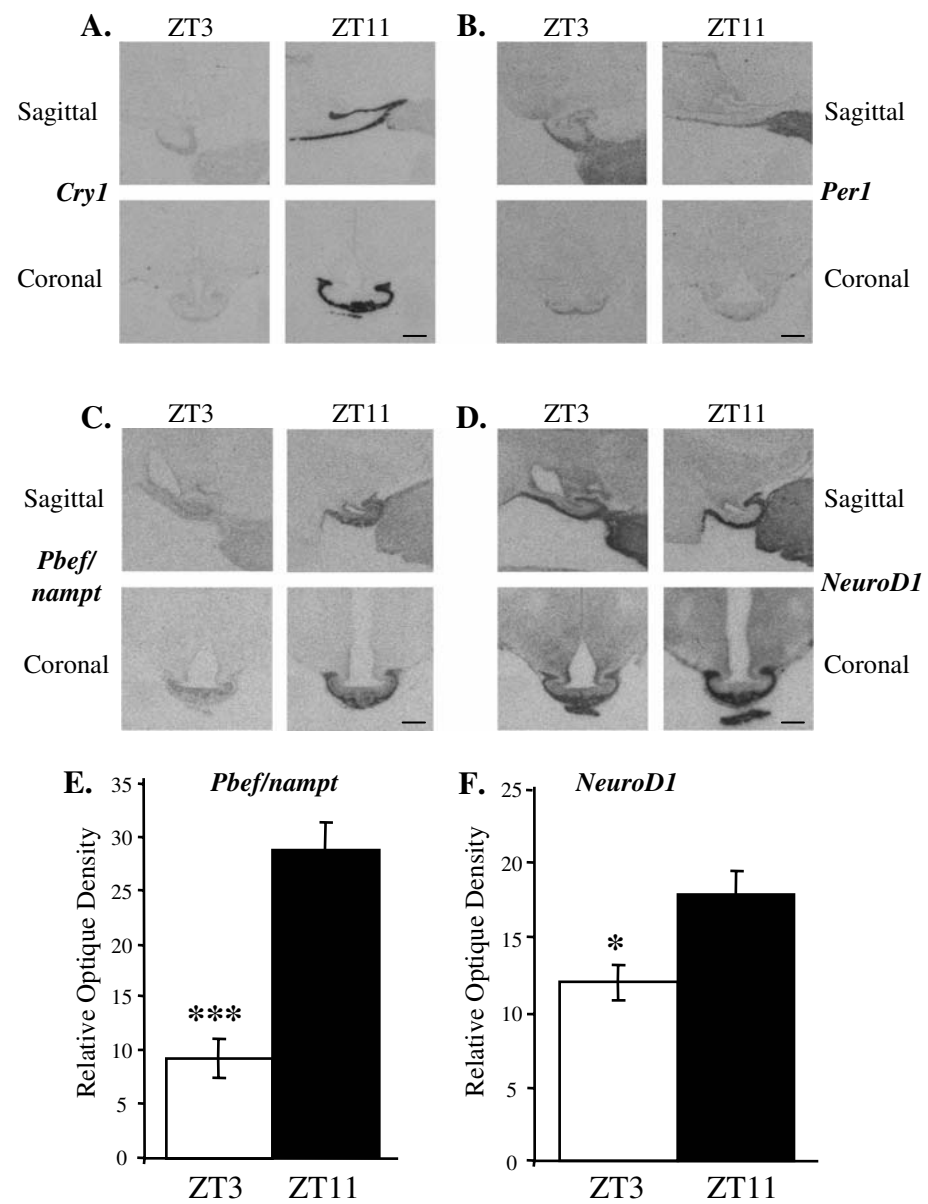 A. ZT3 ZT11 B. ZT3 ZT11
Sagittal Sagittal
Cry1 Per1
Coronal Coronal
C. ZT3 ZT11 D. ZT3 ZT11
Sagittal Sagittal
Pbef/
nampt NeuroD1
Coronal Coronal
E. Pbef/nampt
Relative Optique Density
35
30
25
20
15
10
5
0
***
ZT3 ZT11
F. NeuroD1
Relative Optique Density
25
20
15
10
5
0
*
ZT3 ZT11